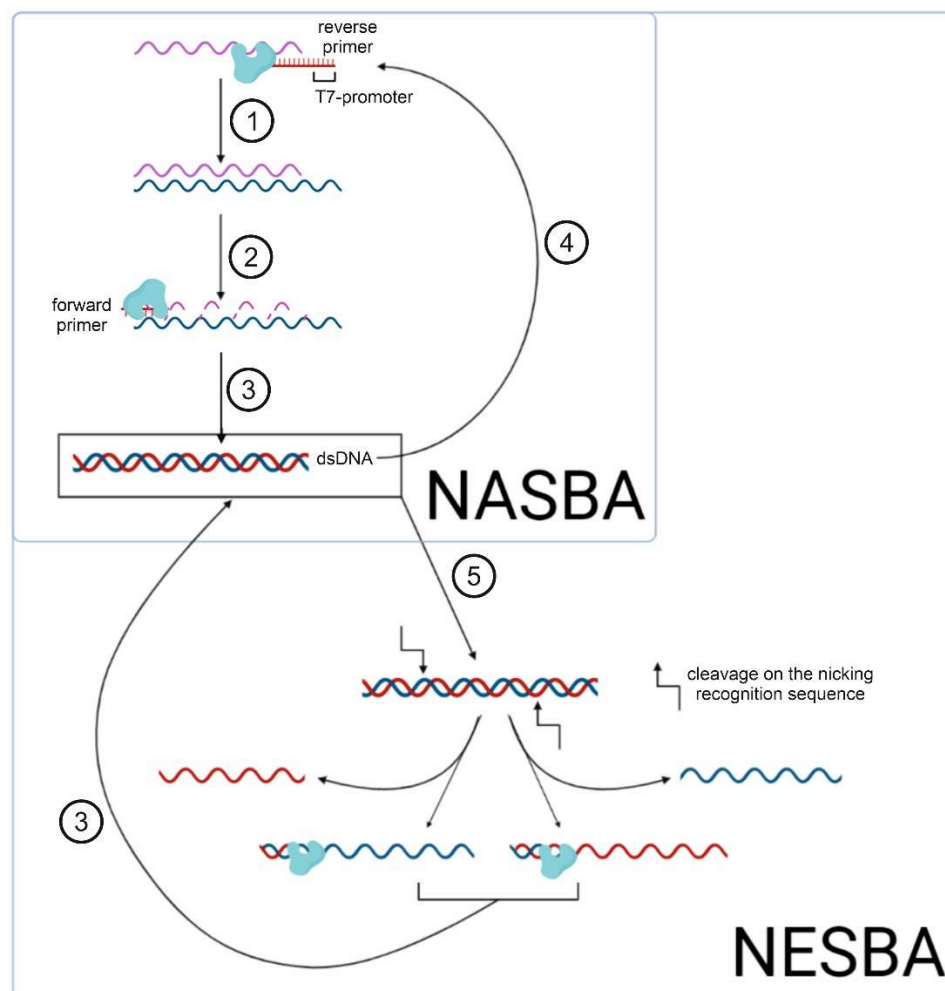 reverse
primer
T7-promoter
1
2
4
forward
primer
3
dsDNA
NASBA
5
cleavage on the nicking
recognition sequence
3
NESBA